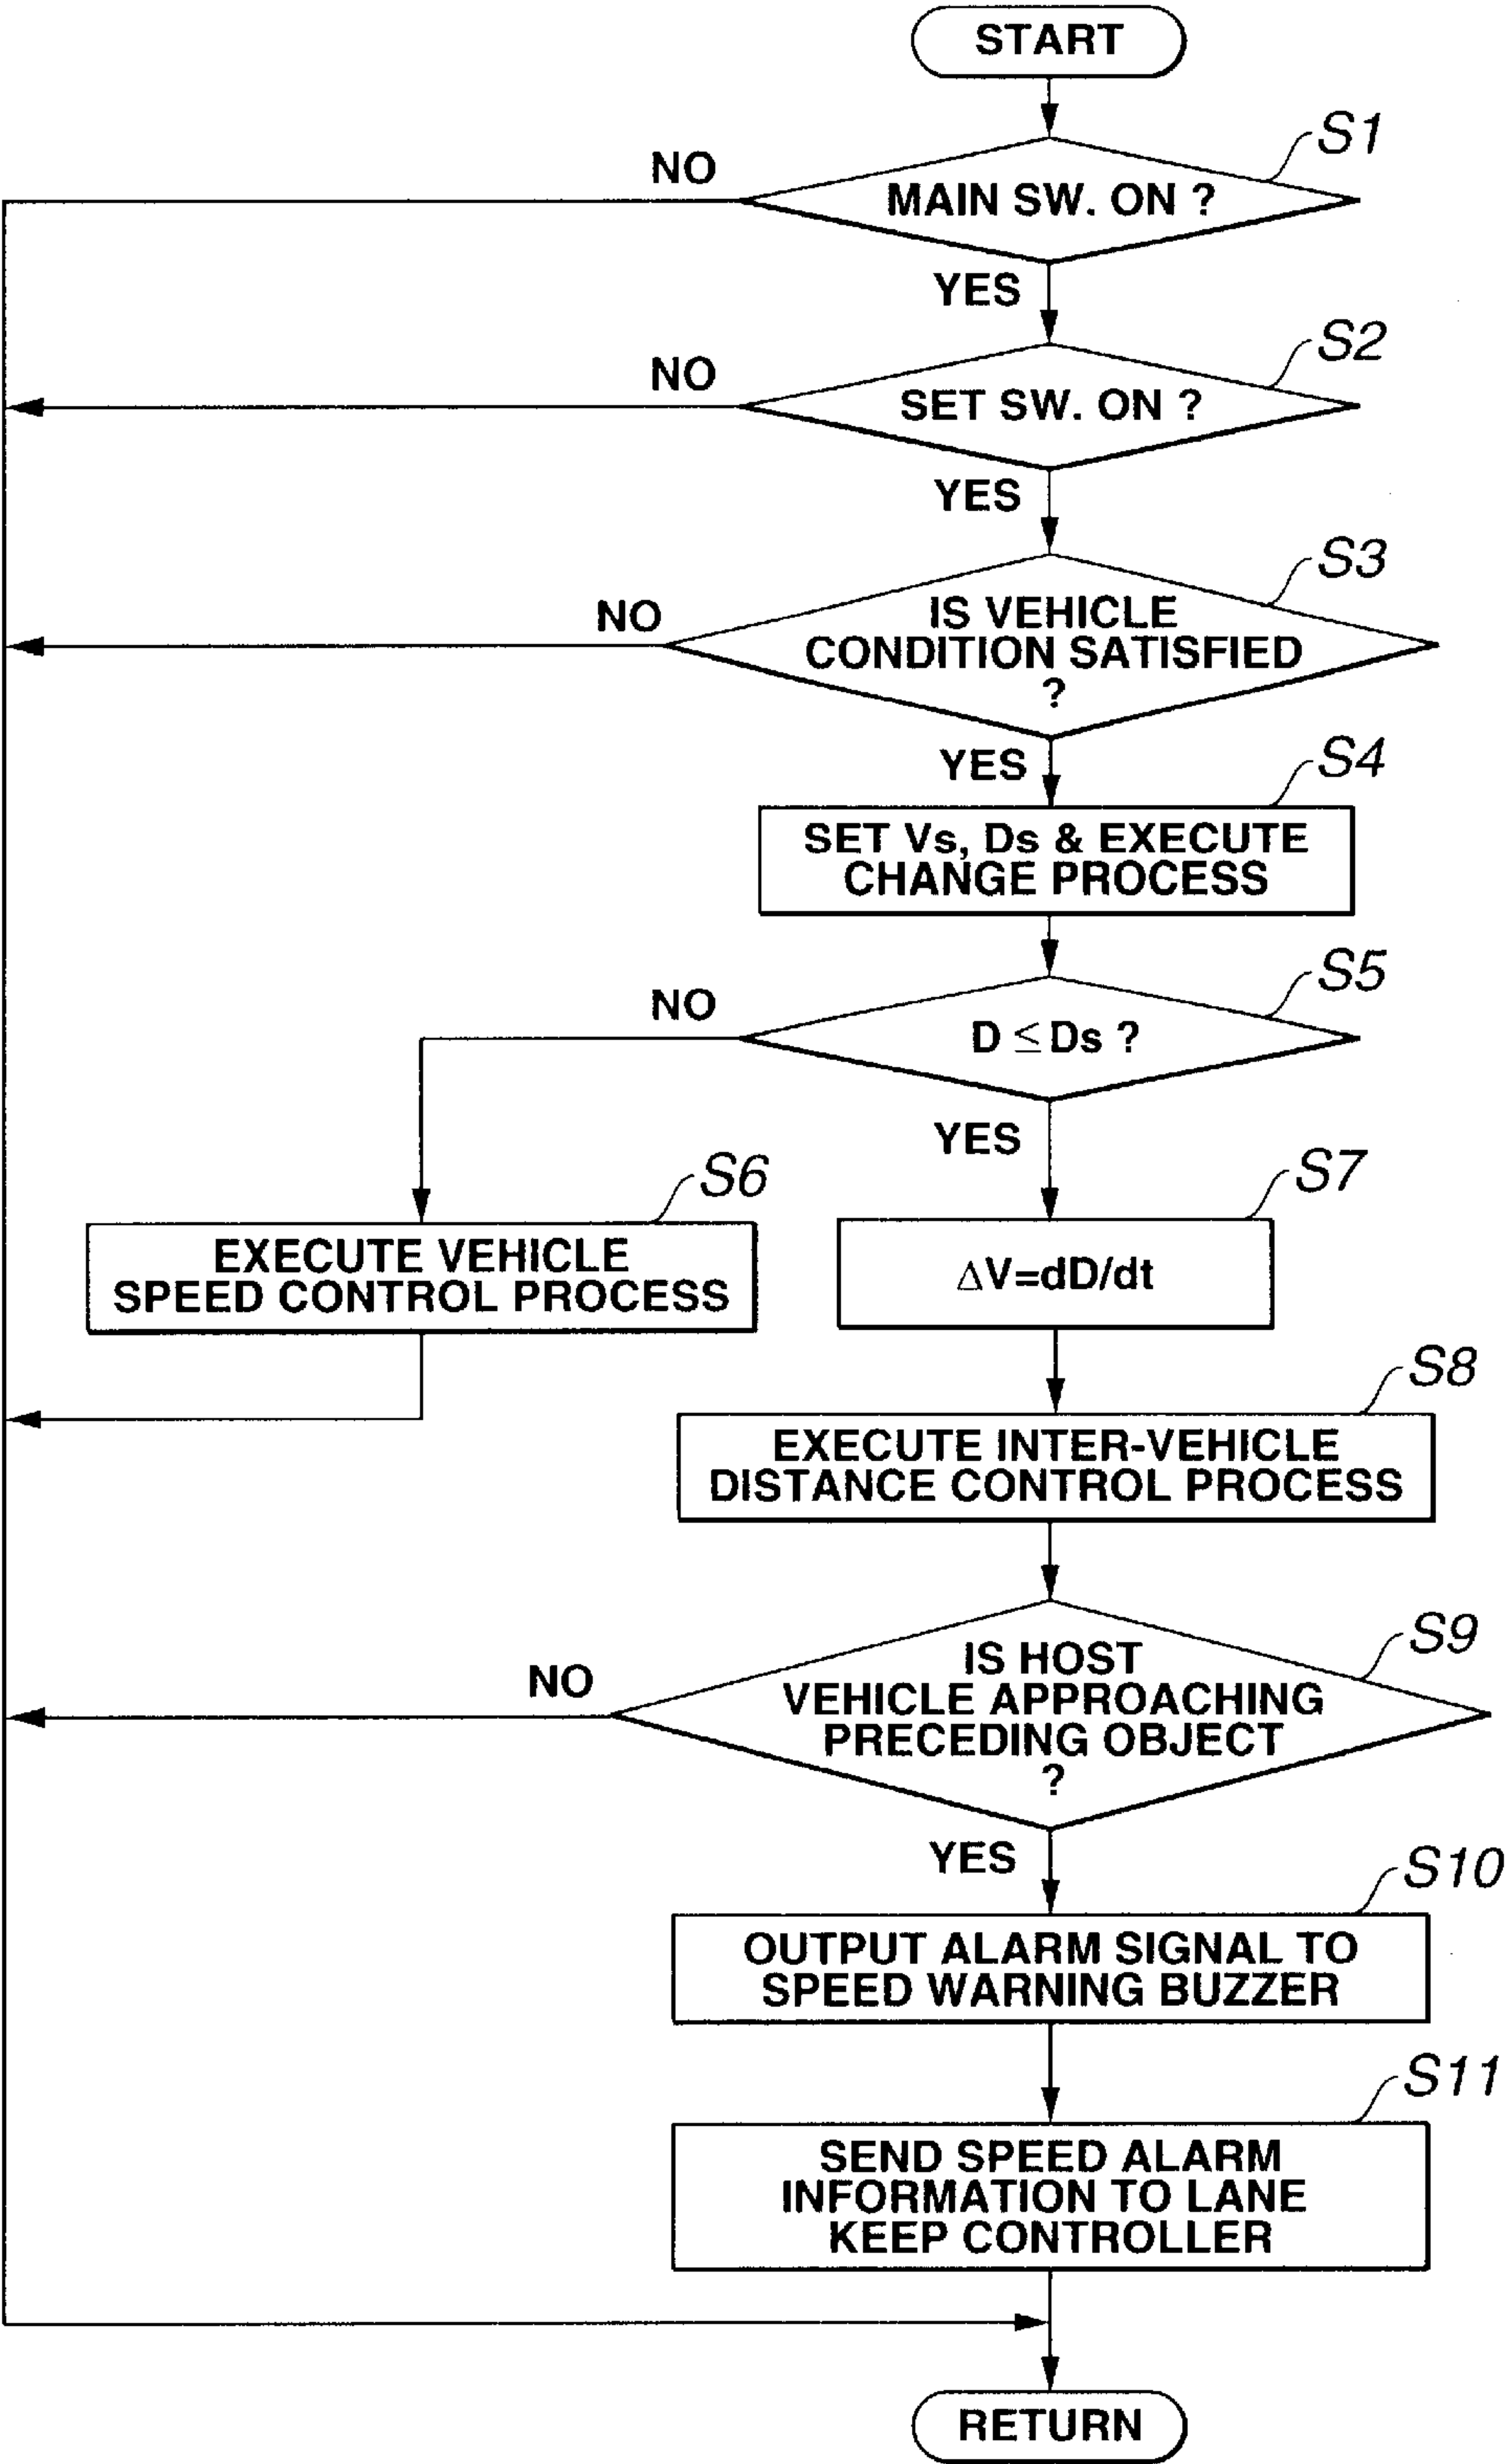 START
S1
NO
MAIN SW. ON ?
YES
S2
NO
SET SW. ON ?
YES
S3
NO
IS VEHICLE
CONDITION SATISFIED
?
YES
S4
SET Vs, Ds & EXECUTE
CHANGE PROCESS
S5
NO
D ≤ Ds ?
YES
S6
EXECUTE VEHICLE
SPEED CONTROL PROCESS
S7
ΔV=dD/dt
S8
EXECUTE INTER-VEHICLE
DISTANCE CONTROL PROCESS
S9
NO
IS HOST
VEHICLE APPROACHING
PRECEDING OBJECT
?
YES
S10
OUTPUT ALARM SIGNAL TO
SPEED WARNING BUZZER
S11
SEND SPEED ALARM
INFORMATION TO LANE
KEEP CONTROLLER
RETURN